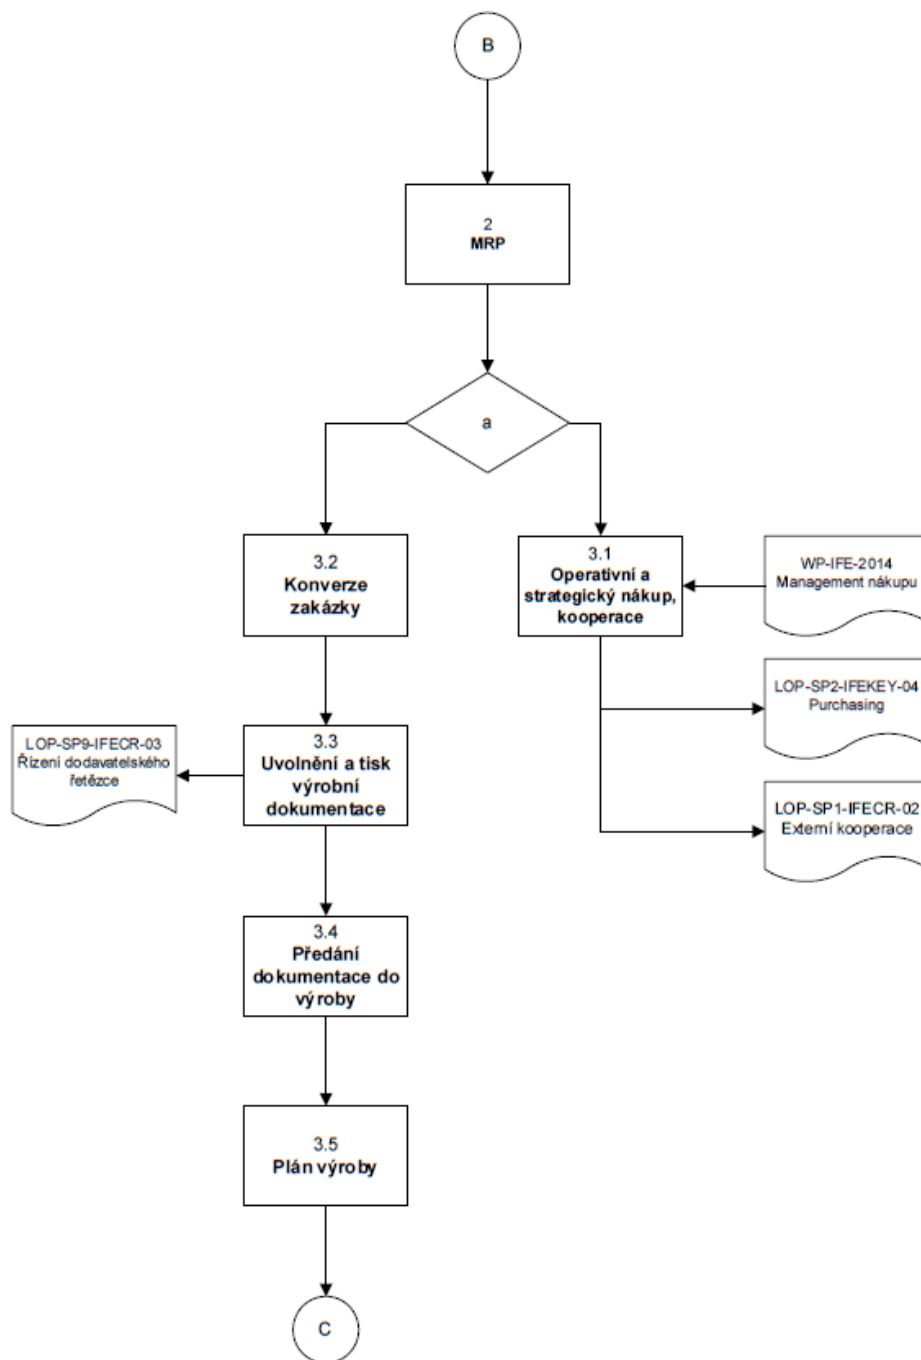 B
2
MRP
a
3.2
Konverze
zakázky
3.1
Operativní a
strategický nákup,
kooperace
WP-IFE-2014
Management nákupu
LOP-SP2-IFEKEY-04
Purchasing
LOP-SP9-IFECR-03
Řízení dodavatelského
řetězce
3.3
Uvolnění a tisk
výrobní
dokumentace
LOP-SP1-IFECR-02
Externí kooperace
3.4
Předání
dokumentace do
výroby
3.5
Plán výroby
C